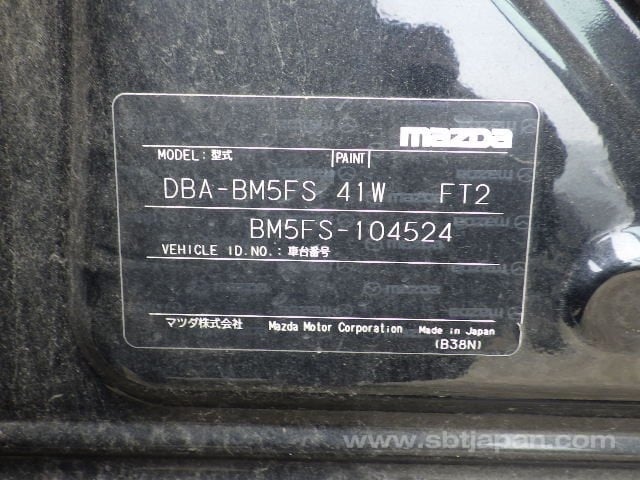 mazda
MODEL: 型式 PAINT
DBA-BM5FS 41W FT2
BM5FS-104524
VEHICLE ID.NO.: 車台番号
マツダ株式会社 Mazda Motor Corporation Made in Japan
(B38N)
www.sbtjapan.com